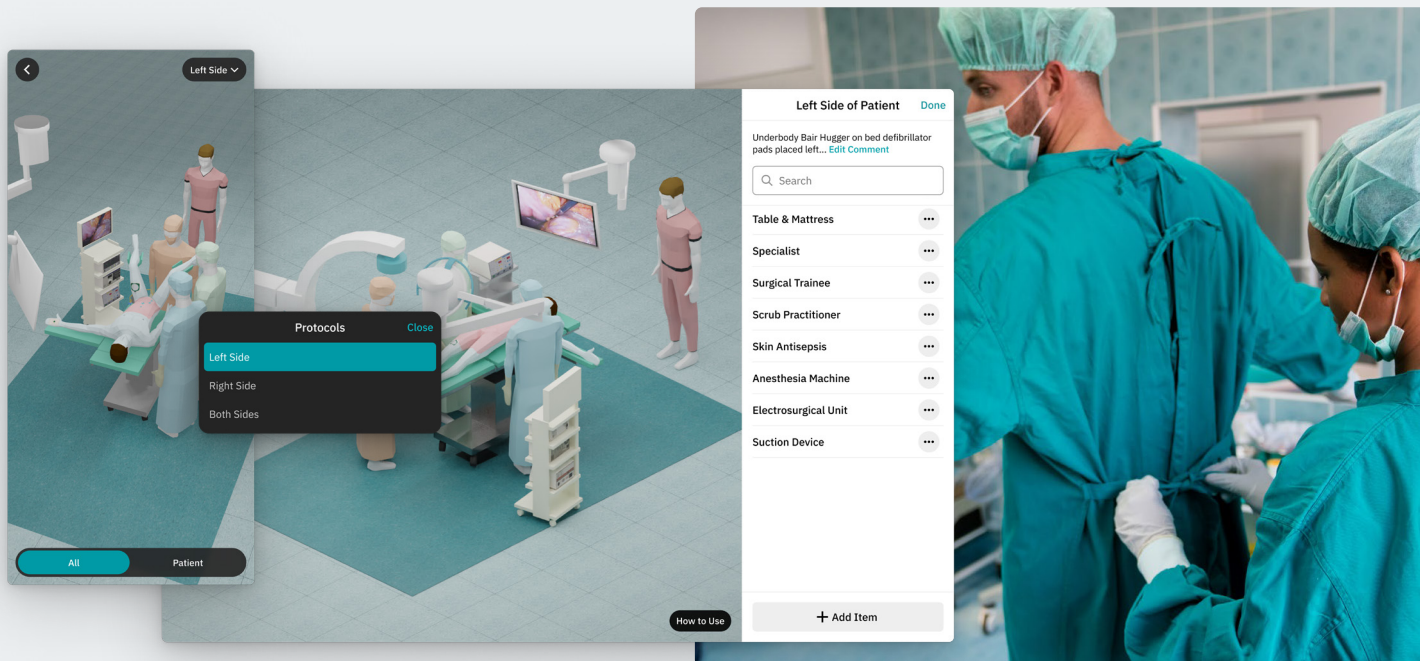 Left Side
Left Side of Patient
Done
Underbody Bair Hugger on bed defibrillator
pads placed left... Edit Comment
Search
Table & Mattress
Specialist
Surgical Trainee
Scrub Practitioner
Skin Antisepsis
Anesthesia Machine
Electrosurgical Unit
Suction Device
Add Item
Protocols
Close
Left Side
Right Side
Both Sides
All
Patient
How to Use